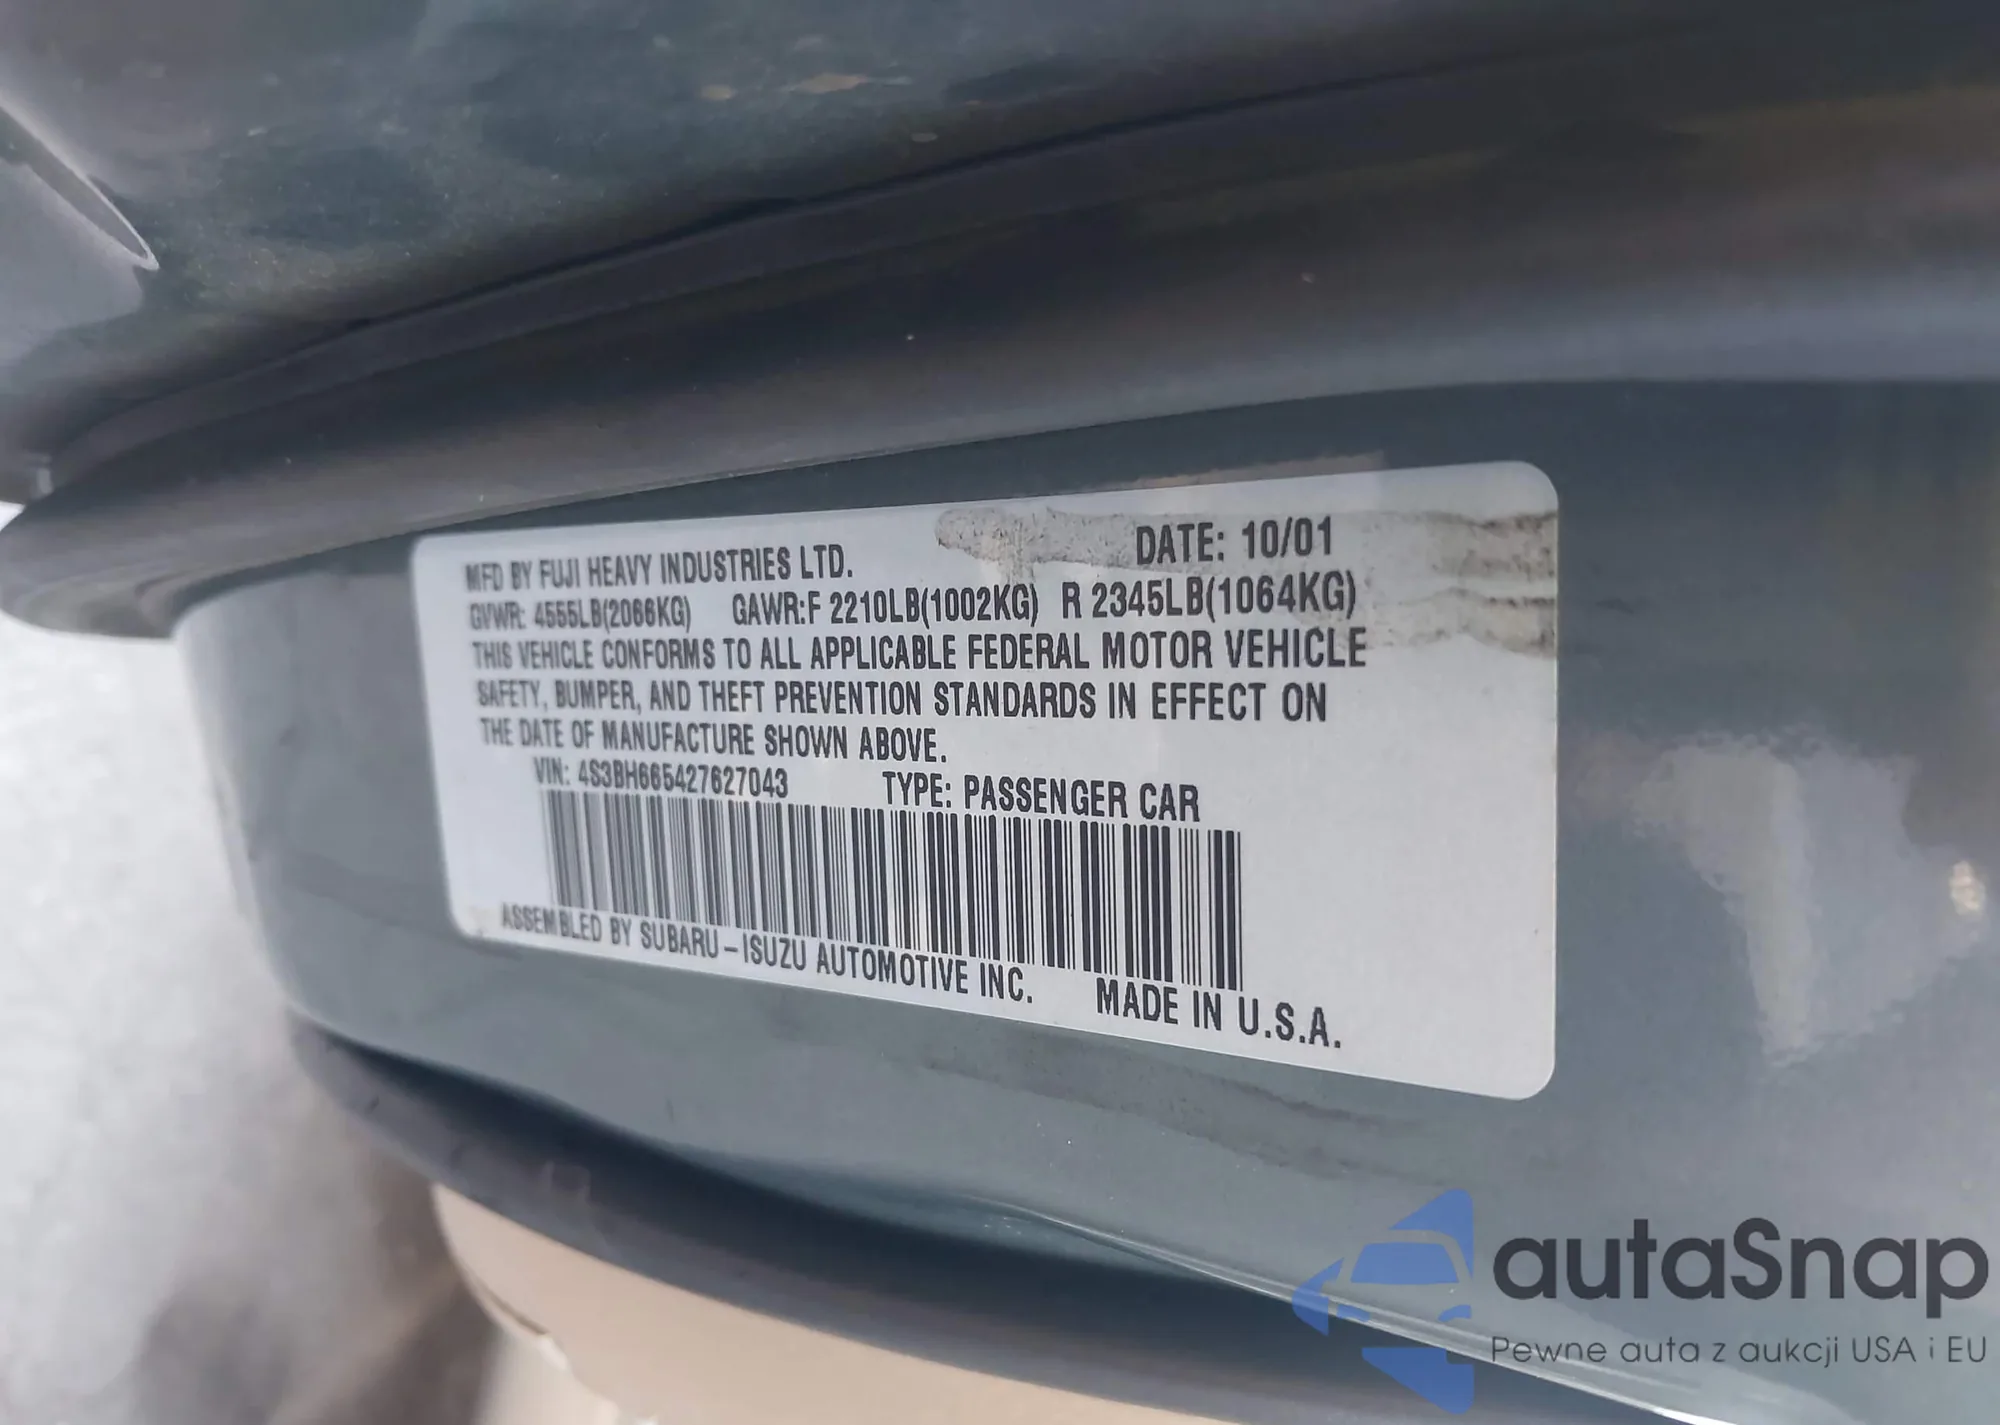 MFD BY FUJI HEAVY INDUSTRIES LTD. DATE: 10/01
GVWR: 4555LB(2066KG) GAWR:F 2210LB(1002KG) R 2345LB(1064KG)
THIS VEHICLE CONFORMS TO ALL APPLICABLE FEDERAL MOTOR VEHICLE
SAFETY, BUMPER, AND THEFT PREVENTION STANDARDS IN EFFECT ON
THE DATE OF MANUFACTURE SHOWN ABOVE.
VIN: 4S3BH665427627043 TYPE: PASSENGER CAR
ASSEMBLED BY SUBARU-ISUZU AUTOMOTIVE INC. MADE IN U.S.A.
autaSnap
Pewne auta z aukcji USA i EU